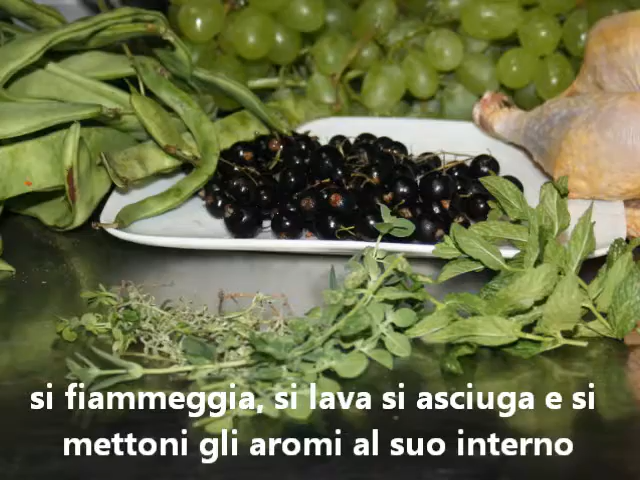 si fiammeggia, si lava si asciuga e si
mettoni gli aromi al suo interno